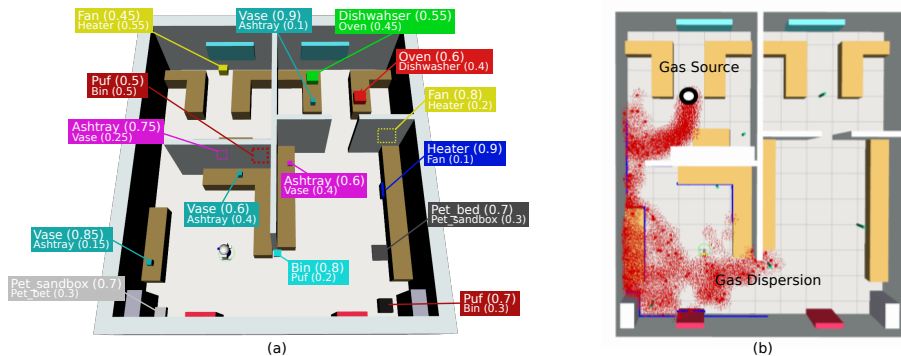 Fan (0.45)
Heater (0.55)
Vase (0.9)
Ashtray (0.1)
Dishwahser (0.55)
Oven (0.45)
Oven (0.6)
Dishwasher (0.4)
Puf (0.5)
Bin (0.5)
Fan (0.8)
Heater (0.2)
Ashtray (0.75)
Vase (0.25)
Heater (0.9)
Fan (0.1)
Ashtray (0.6)
Vase (0.4)
Vase (0.6)
Ashtray (0.4)
Pet_bed (0.7)
Pet_sandbox (0.3)
Vase (0.85)
Ashtray (0.15)
Bin (0.8)
Puf (0.2)
Pet_sandbox (0.7)
Pet_bet (0.3)
Puf (0.7)
Bin (0.3)
(a)
Gas Source
Gas Dispersion
(b)